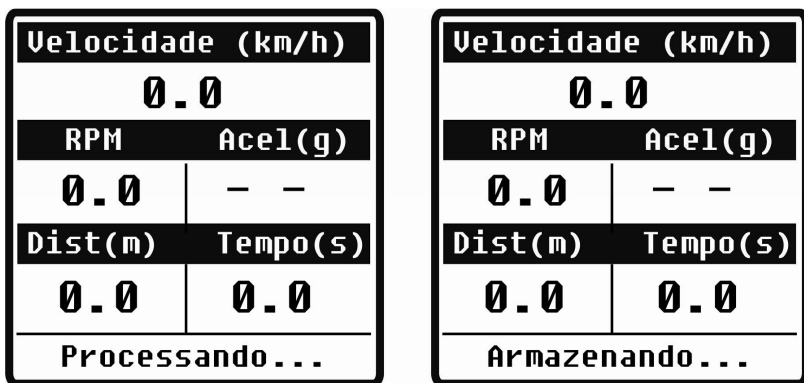 Velocidade (km/h)
0.0
RPM Acel(g)
0.0 – –
Dist(m) Tempo(s)
0.0 0.0
Processando...
Velocidade (km/h)
0.0
RPM Acel(g)
0.0 – –
Dist(m) Tempo(s)
0.0 0.0
Armazenando...